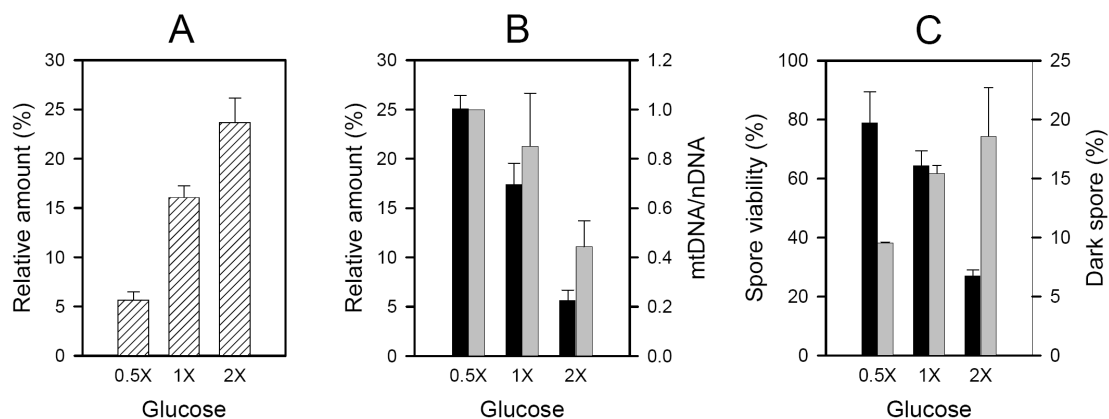 A
Relative amount (%)
30
25
20
15
10
5
0
0.5X 1X 2X
Glucose
B
Relative amount (%)
30
25
20
15
10
5
0
1.2
1.0
0.8
0.6
0.4
0.2
0.0
mtDNA/nDNA
0.5X 1X 2X
Glucose
C
Spore viability (%)
100
80
60
40
20
0
25
20
15
10
5
0
Dark spore (%)
0.5X 1X 2X
Glucose